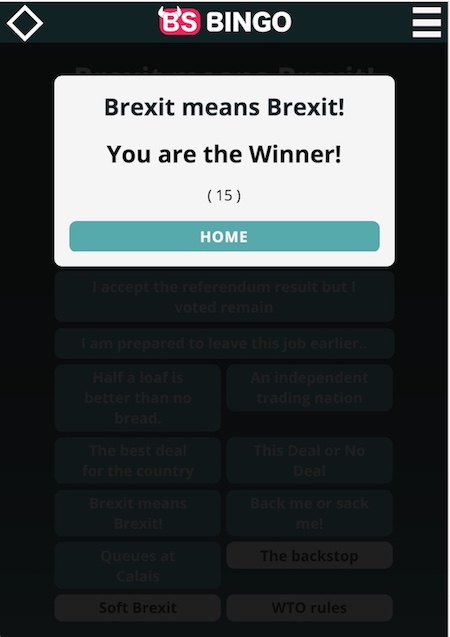 BS BINGO
Brexit means Brexit!
Brexit means Brexit!
You are the Winner!
( 15 )
HOME
I accept the referendum result but I
voted remain
I am prepared to leave this job earlier..
Half a loaf is
better than no
bread.
An independent
trading nation
The best deal
for the country
This Deal or No
Deal
Brexit means
Brexit!
Back me or sack
me!
Queues at
Calais
The backstop
Soft Brexit
WTO rules